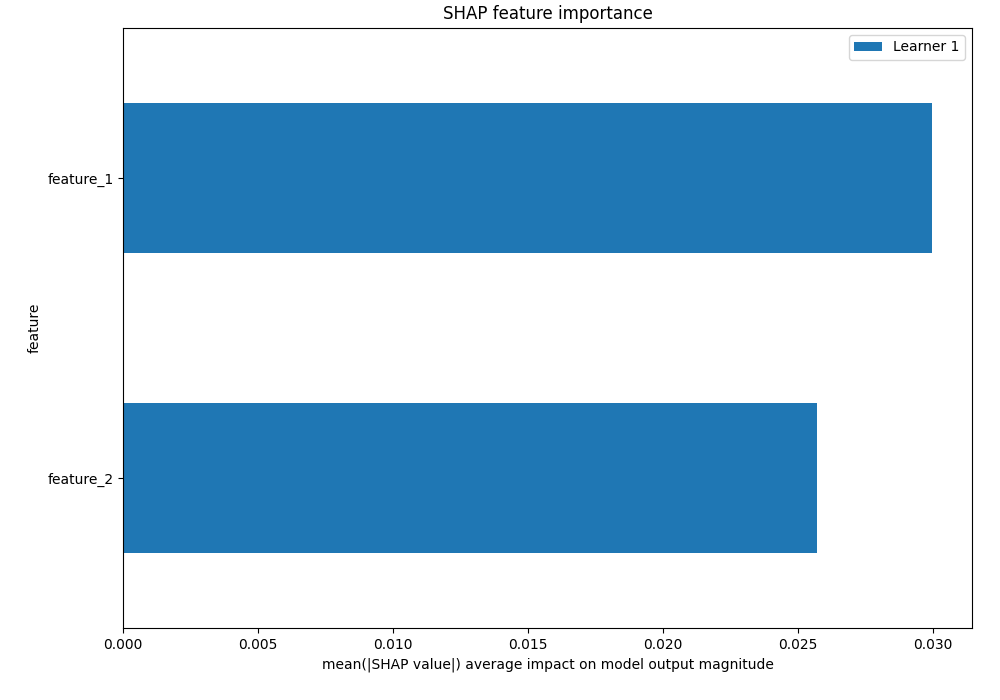 SHAP feature importance
Learner 1
feature_1
feature
feature_2
0.000 0.005 0.010 0.015 0.020 0.025 0.030
mean(|SHAP value|) average impact on model output magnitude